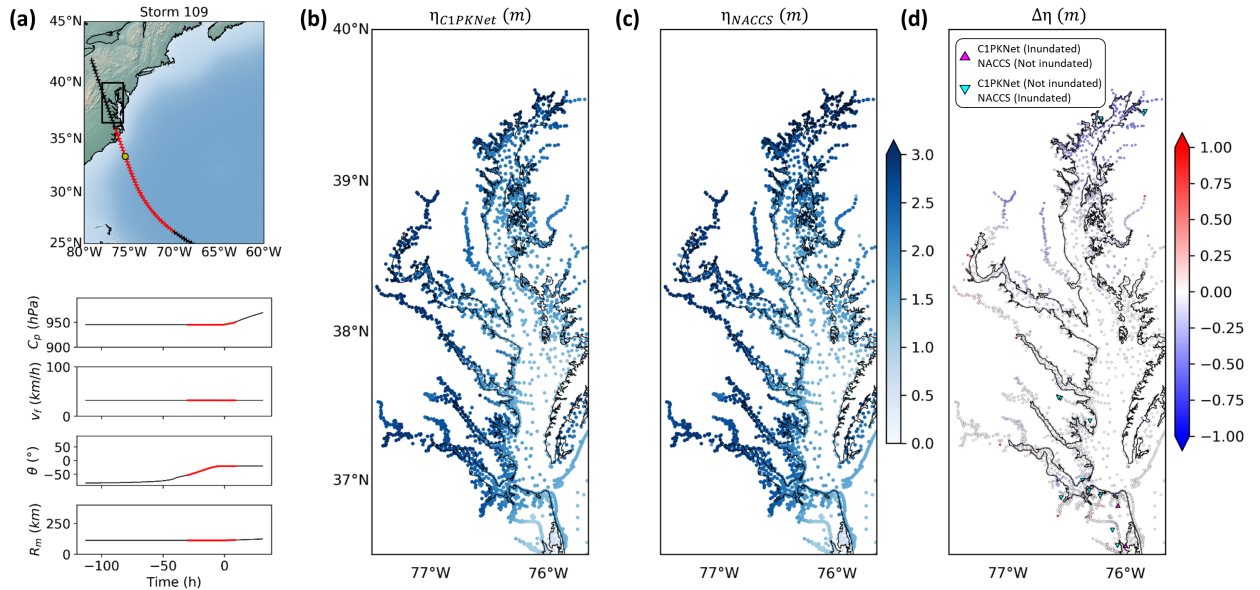 (a)
Storm 109
45°N
40°N
35°N
30°N
25°N
80°W
75°W
70°W
65°W
60°W
950
900
C_p (hPa)
100
0
v_f (km/h)
50
0
−50
θ (°)
250
0
R_m (km)
−100
−50
0
Time (h)
(b)
η_C1PKNet (m)
40°N
39°N
38°N
37°N
77°W
76°W
(c)
η_NACCS (m)
77°W
76°W
3.0
2.5
2.0
1.5
1.0
0.5
0.0
(d)
Δη (m)
C1PKNet (Inundated)
NACCS (Not inundated)
C1PKNet (Not inundated)
NACCS (Inundated)
77°W
76°W
1.00
0.75
0.50
0.25
0.00
−0.25
−0.50
−0.75
−1.00